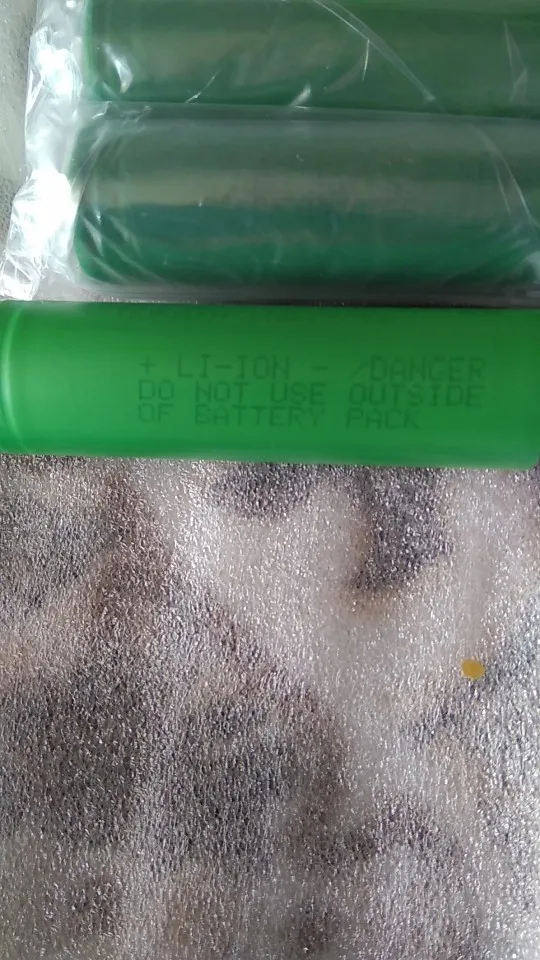 + LI-ION - /DANGER
DO NOT USE OUTSIDE
OF BATTERY PACK